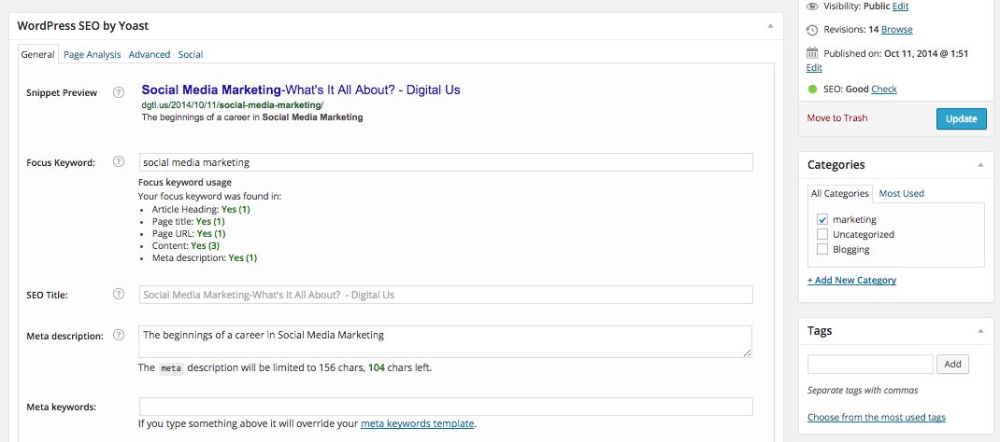 WordPress SEO by Yoast
General Page Analysis Advanced Social
Snippet Preview ?
Social Media Marketing-What's It All About? - Digital Us
dgtl.us/2014/10/11/social-media-marketing/
The beginnings of a career in Social Media Marketing
Focus Keyword: ? social media marketing
Focus keyword usage
Your focus keyword was found in:
• Article Heading: Yes (1)
• Page title: Yes (1)
• Page URL: Yes (1)
• Content: Yes (3)
• Meta description: Yes (1)
SEO Title: ? Social Media Marketing-What's It All About? - Digital Us
Meta description: ? The beginnings of a career in Social Media Marketing
The meta description will be limited to 156 chars, 104 chars left.
Meta keywords:
If you type something above it will override your meta keywords template.
Visibility: Public Edit
Revisions: 14 Browse
Published on: Oct 11, 2014 @ 1:51
Edit
SEO: Good Check
Move to Trash Update
Categories
All Categories Most Used
marketing
Uncategorized
Blogging
+ Add New Category
Tags
Add
Separate tags with commas
Choose from the most used tags